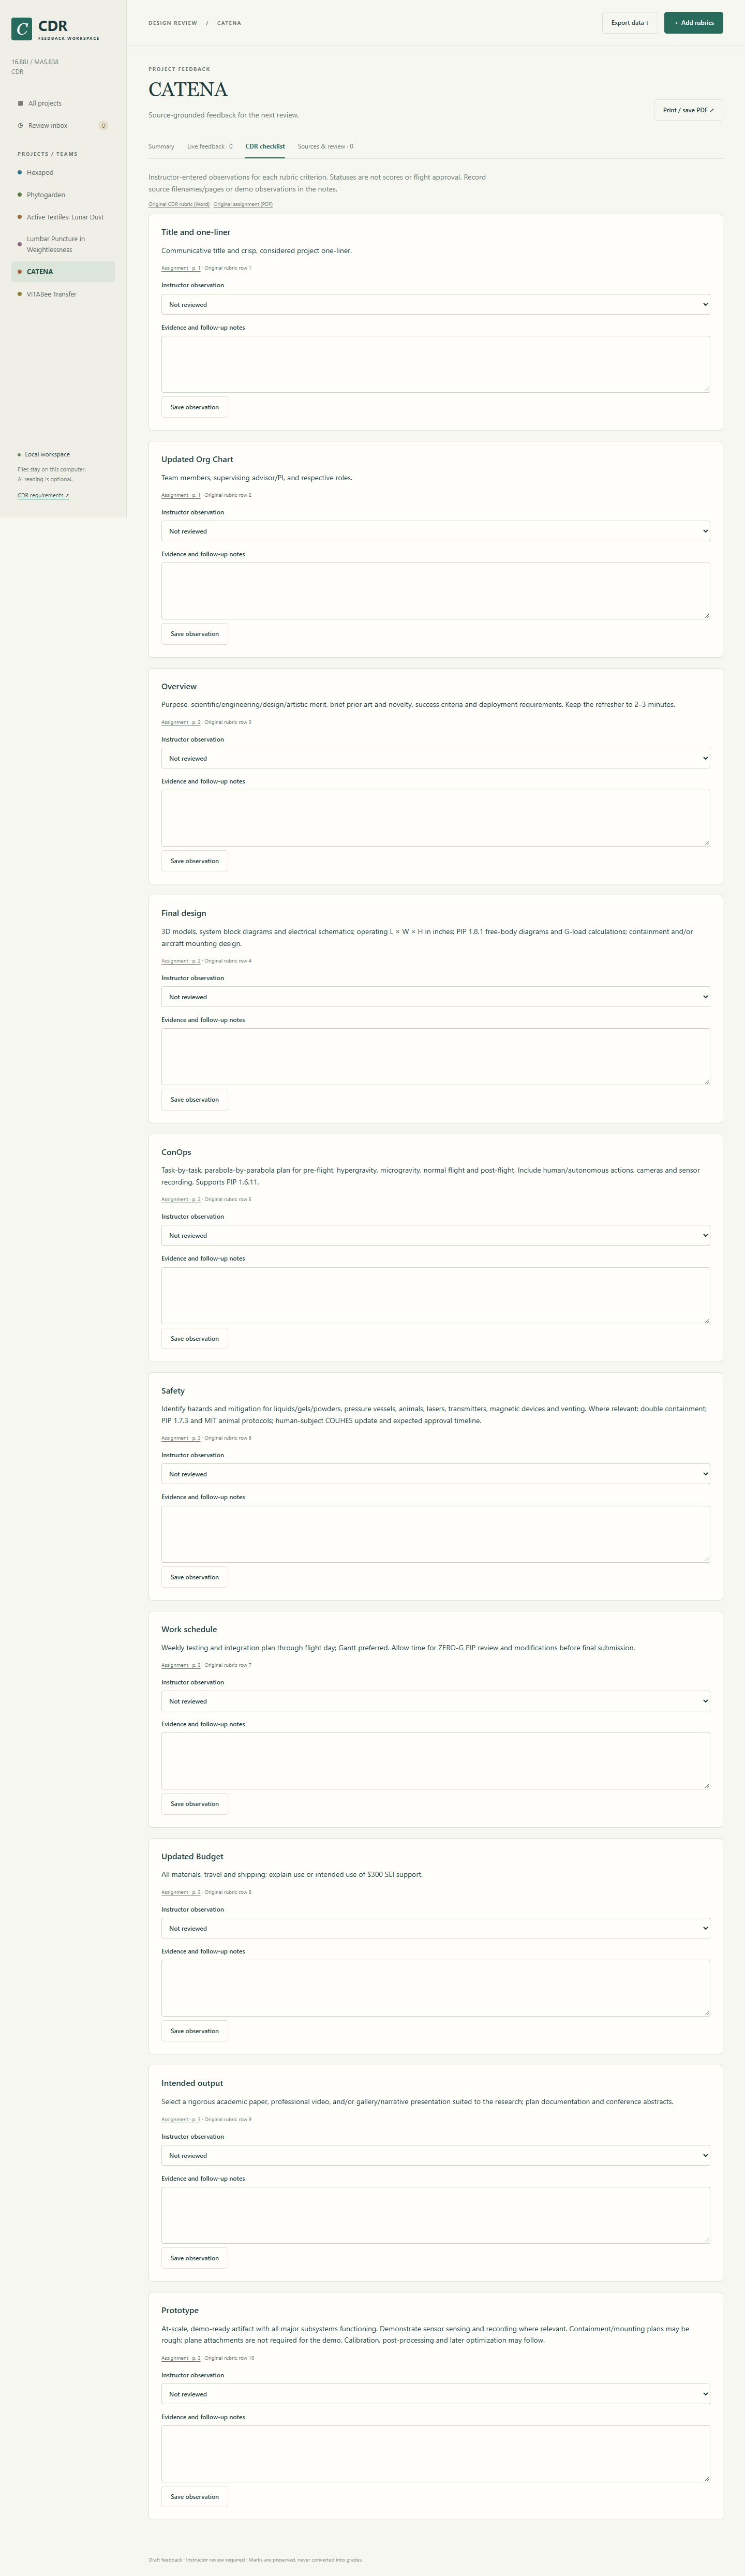 C CDR
FEEDBACK WORKSPACE
16.88J / MAS.838
CDR
All projects
Review inbox 0
PROJECTS / TEAMS
Hexapod
Phytogarden
Active Textiles: Lunar Dust
Lumbar Puncture in
Weightlessness
CATENA
VITABee Transfer
Local workspace
Files stay on this computer.
AI reading is optional.
CDR requirements ↗
DESIGN REVIEW / CATENA
Export data ↓
+ Add rubrics
PROJECT FEEDBACK
CATENA
Source-grounded feedback for the next review.
Print / save PDF ↗
Summary Live feedback · 0 CDR checklist Sources & review · 0
Instructor-entered observations for each rubric criterion. Statuses are not scores or flight approval. Record
source filenames/pages or demo observations in the notes.
Original CDR rubric (Word) · Original assignment (PDF)
Title and one-liner
Communicative title and crisp, considered project one-liner.
Assignment · p. 1 · Original rubric row 1
Instructor observation
Not reviewed
Evidence and follow-up notes
Save observation
Updated Org Chart
Team members, supervising advisor/PI, and respective roles.
Assignment · p. 1 · Original rubric row 2
Instructor observation
Not reviewed
Evidence and follow-up notes
Save observation
Overview
Purpose, scientific/engineering/design/artistic merit, brief prior art and novelty, success criteria and deployment requirements. Keep the refresher to 2–3 minutes.
Assignment · p. 2 · Original rubric row 3
Instructor observation
Not reviewed
Evidence and follow-up notes
Save observation
Final design
3D models, system block diagrams and electrical schematics; operating L × W × H in inches; PIP 1.8.1 free-body diagrams and G-load calculations; containment and/or
aircraft mounting design.
Assignment · p. 2 · Original rubric row 4
Instructor observation
Not reviewed
Evidence and follow-up notes
Save observation
ConOps
Task-by-task, parabola-by-parabola plan for pre-flight, hypergravity, microgravity, normal flight and post-flight. Include human/autonomous actions, cameras and sensor
recording. Supports PIP 1.6.11.
Assignment · p. 2 · Original rubric row 5
Instructor observation
Not reviewed
Evidence and follow-up notes
Save observation
Safety
Identify hazards and mitigation for liquids/gels/powders, pressure vessels, animals, lasers, transmitters, magnetic devices and venting. Where relevant: double containment;
PIP 1.7.3 and MIT animal protocols; human-subject COUHES update and expected approval timeline.
Assignment · p. 3 · Original rubric row 6
Instructor observation
Not reviewed
Evidence and follow-up notes
Save observation
Work schedule
Weekly testing and integration plan through flight day; Gantt preferred. Allow time for ZERO-G PIP review and modifications before final submission.
Assignment · p. 3 · Original rubric row 7
Instructor observation
Not reviewed
Evidence and follow-up notes
Save observation
Updated Budget
All materials, travel and shipping; explain use or intended use of $300 SEI support.
Assignment · p. 3 · Original rubric row 8
Instructor observation
Not reviewed
Evidence and follow-up notes
Save observation
Intended output
Select a rigorous academic paper, professional video, and/or gallery/narrative presentation suited to the research; plan documentation and conference abstracts.
Assignment · p. 3 · Original rubric row 9
Instructor observation
Not reviewed
Evidence and follow-up notes
Save observation
Prototype
At-scale, demo-ready artifact with all major subsystems functioning. Demonstrate sensor sensing and recording where relevant. Containment/mounting plans may be
rough; plane attachments are not required for the demo. Calibration, post-processing and later optimization may follow.
Assignment · p. 3 · Original rubric row 10
Instructor observation
Not reviewed
Evidence and follow-up notes
Save observation
Draft feedback · Instructor review required · Marks are preserved, never converted into grades.